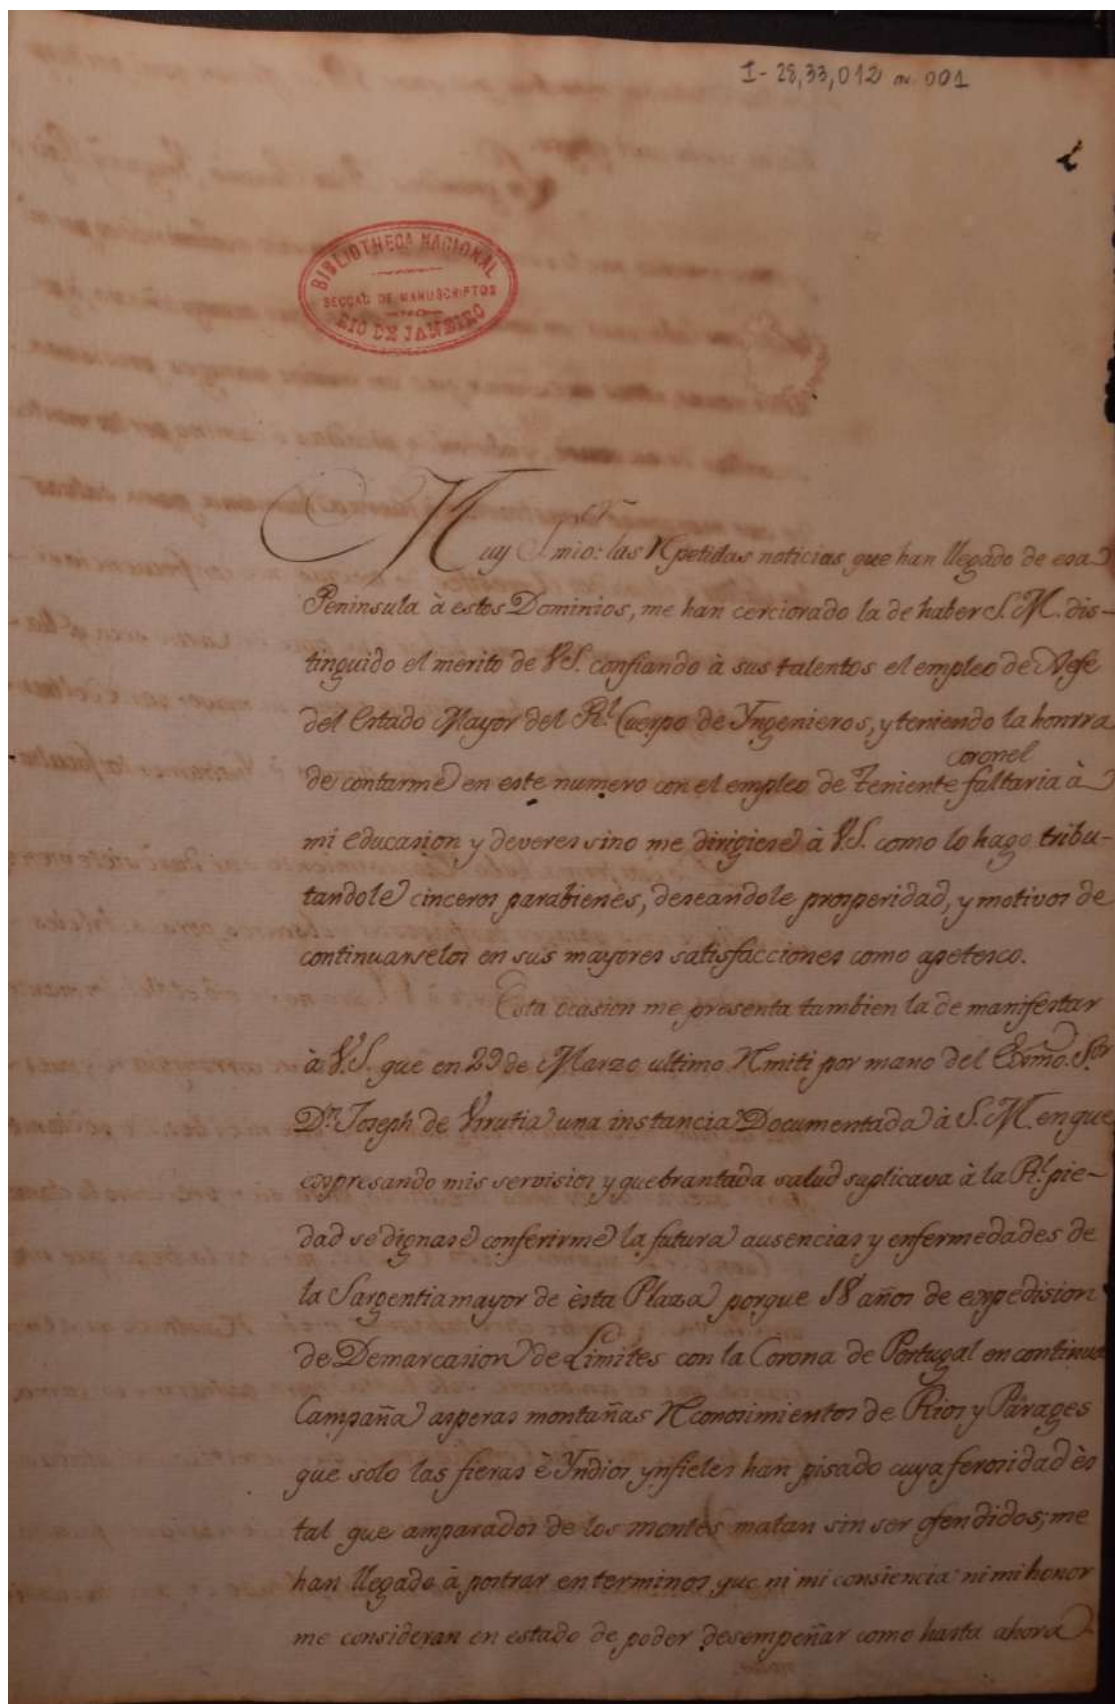 I-28,33,012 nº 001
BIBLIOTHECA NACIONAL
SECÇÃO DE MANUSCRIPTOS
RIO DE JANEIRO
Muy S.r mio: las Rpetidas noticias que han llegado de esa
Peninsula à estos Dominios, me han cerciorado la de haber S. M. dis-
tinguido el merito de V.S. confiando à sus talentos el empleo de Xefe
del Estado Mayor del Rl. Cuerpo de Yngenieros, y teniendo la honrra
de contarme en este numero con el empleo de Teniente coronel faltaria à
mi educasion y deveres sino me dirigiese à V.S. como lo hago tribu-
tandole cinceros parabienes, deseandole prosperidad, y motivos de
continuarselos en sus mayores satisfacciones como apetesco.
Esta ocasion me presenta tambien la de manifestar
à V.S. que en 29 de Marzo ultimo Rmiti por mano del Exmo. Sor
Dn. Joseph de Vrutia una instancia Documentada à S. M. en que
expresando mis servisios y quebrantada salud suplicava à la Rl. pie-
dad se dignase conferirme la futura ausencias y enfermedades de
la Sargentia mayor de èsta Plaza porque 18 años de expedision
de Demarcasion de Limites con la Corona de Portugal en continua
Campaña asperas montañas Rconosimientos de Rios y Parages
que solo las fieras è Yndios ynfieles han pisado cuya ferosidad ès
tal que amparados de los montes matan sin ser ofendidos; me
han llegado à postrar en terminos que ni mi consiencia ni mi honor
me consideran en estado de poder desempeñar como hasta ahora